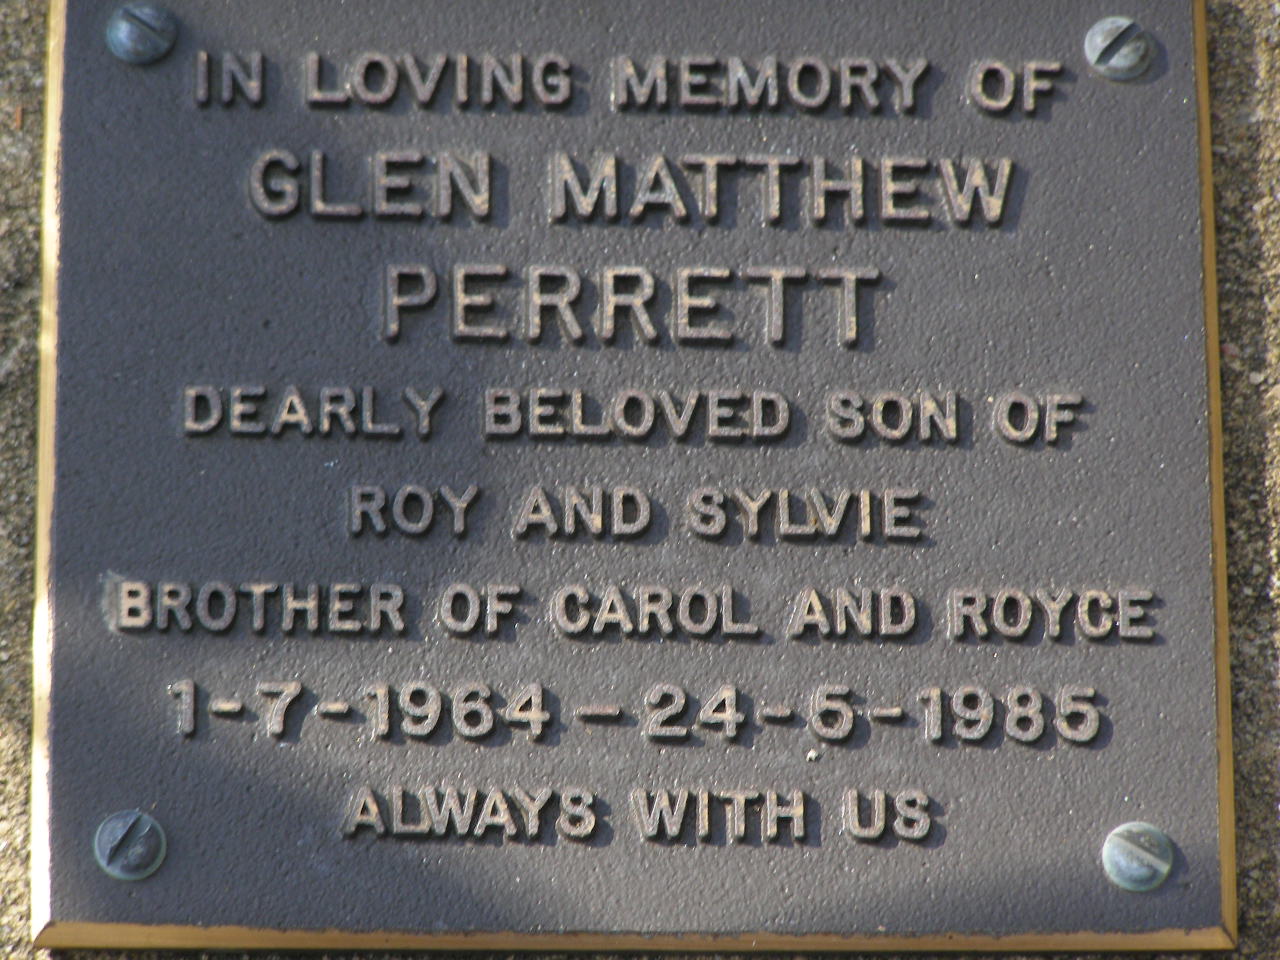 IN LOVING MEMORY OF
GLEN MATTHEW
PERRETT
DEARLY BELOVED SON OF
ROY AND SYLVIE
BROTHER OF CAROL AND ROYCE
1-7-1964 - 24-5-1985
ALWAYS WITH US